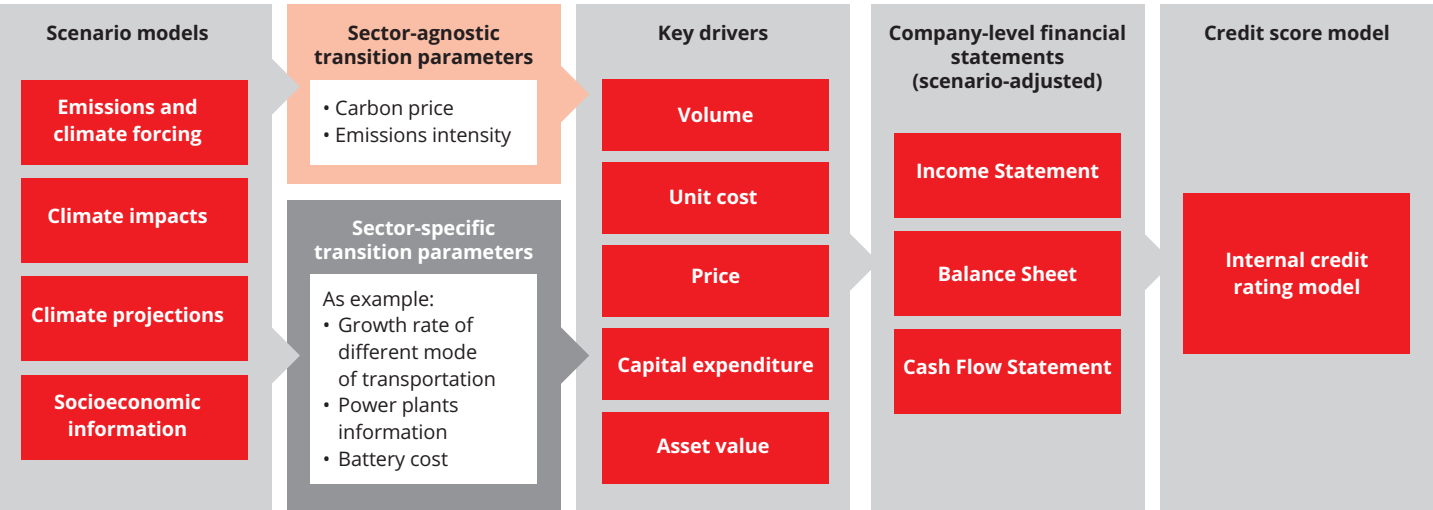 Scenario models
Emissions and
climate forcing
Climate impacts
Climate projections
Socioeconomic
information
Sector-agnostic
transition parameters
• Carbon price
• Emissions intensity
Sector-specific
transition parameters
As example:
• Growth rate of
different mode
of transportation
• Power plants
information
• Battery cost
Key drivers
Volume
Unit cost
Price
Capital expenditure
Asset value
Company-level financial
statements
(scenario-adjusted)
Income Statement
Balance Sheet
Cash Flow Statement
Credit score model
Internal credit
rating model